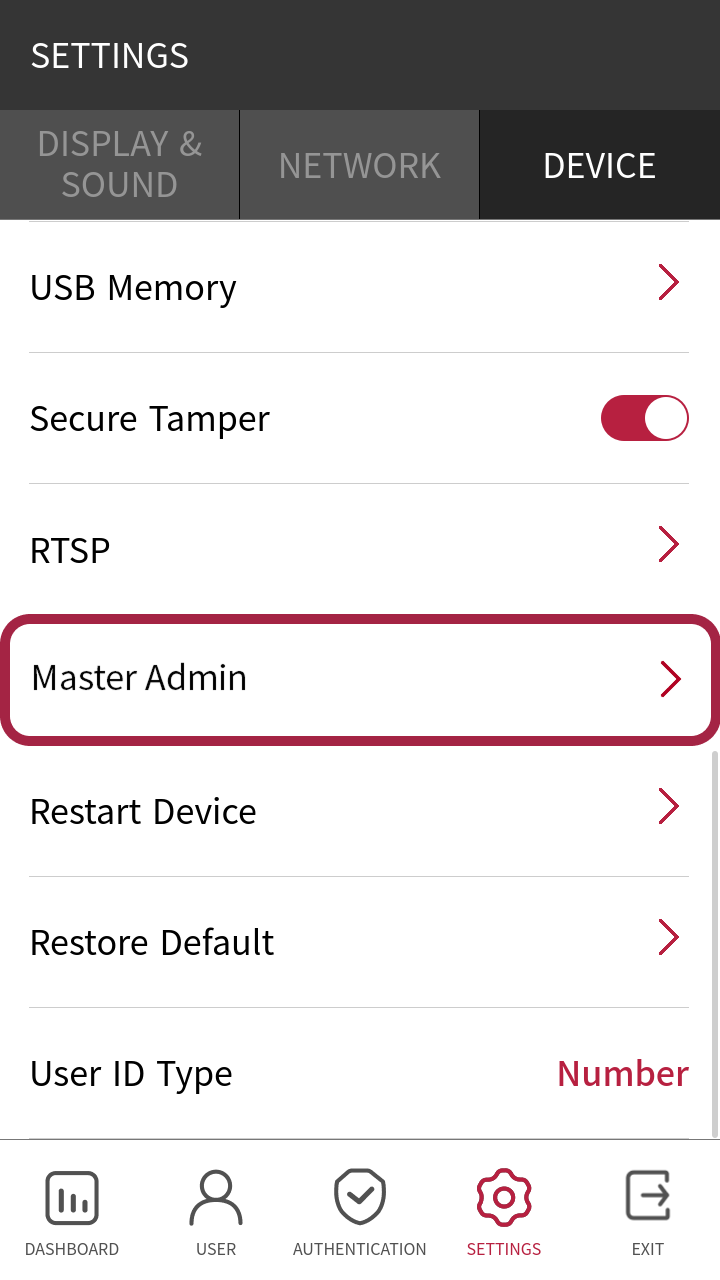 SETTINGS
DISPLAY &
SOUND
NETWORK
DEVICE
USB Memory
Secure Tamper
RTSP
Master Admin
Restart Device
Restore Default
User ID Type
Number
DASHBOARD
USER
AUTHENTICATION
SETTINGS
EXIT